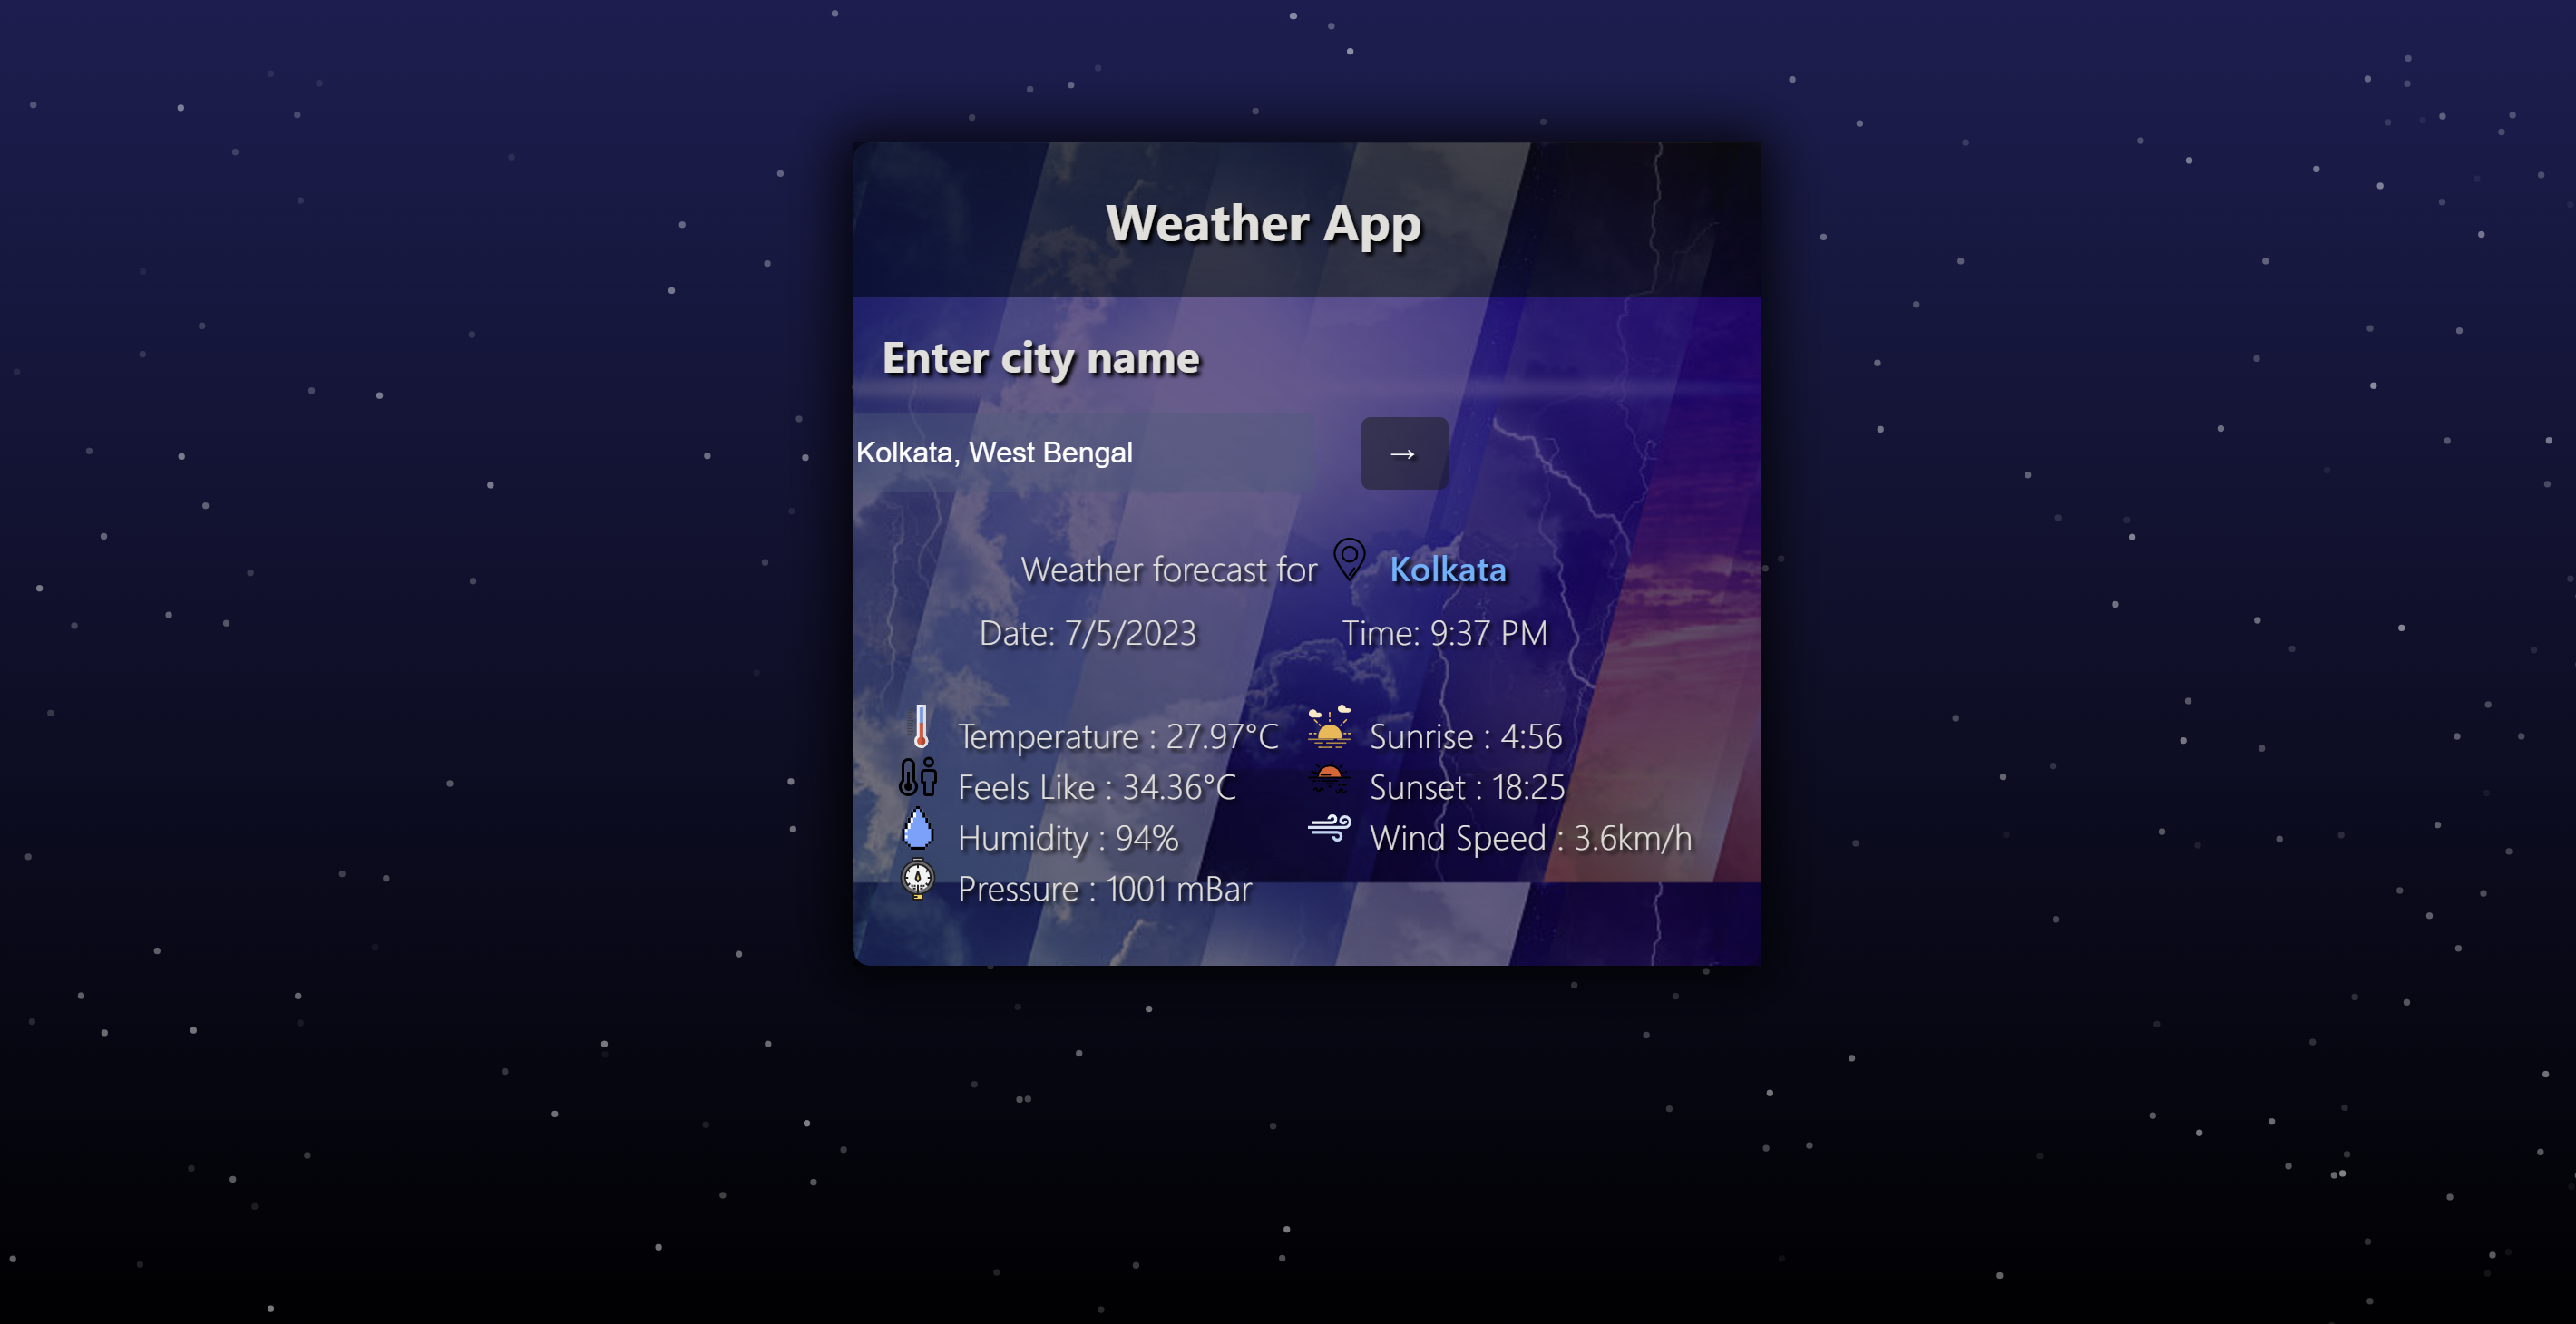 Weather App
Enter city name
Kolkata, West Bengal →
Weather forecast for Kolkata
Date: 7/5/2023 Time: 9:37 PM
Temperature : 27.97°C Sunrise : 4:56
Feels Like : 34.36°C Sunset : 18:25
Humidity : 94% Wind Speed : 3.6km/h
Pressure : 1001 mBar